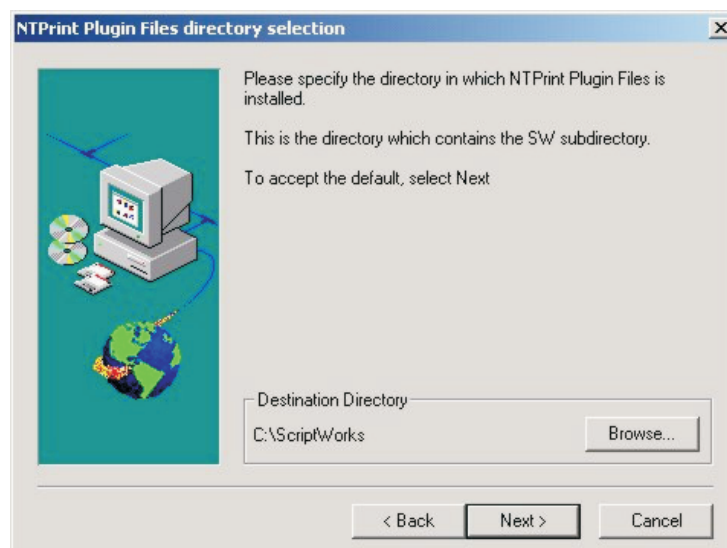 NTPrint Plugin Files directory selection
Please specify the directory in which NTPrint Plugin Files is
installed.
This is the directory which contains the SW subdirectory.
To accept the default, select Next
Destination Directory
C:\ScriptWorks
Browse...
< Back
Next >
Cancel